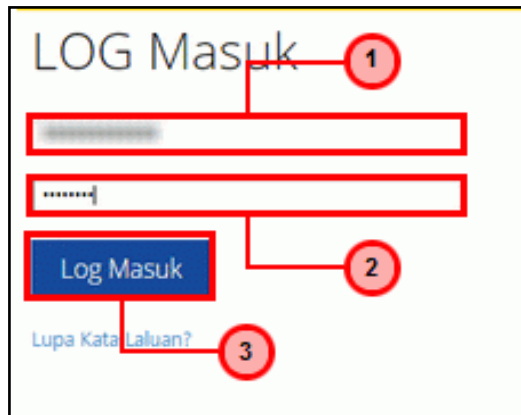 LOG Masuk
1
••••••••
2
Log Masuk
Lupa Kata Laluan?
3